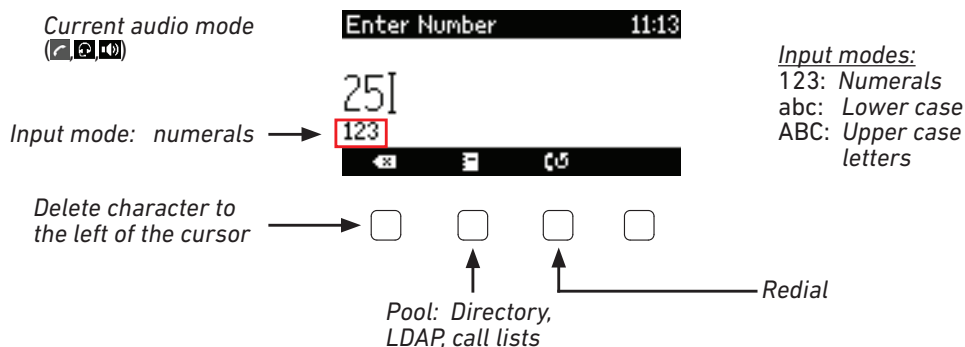 Current audio mode
( , , )
Enter Number 11:13
25
123
Input mode: numerals
Input modes:
123: Numerals
abc: Lower case
ABC: Upper case
letters
Delete character to
the left of the cursor
Pool: Directory,
LDAP, call lists
Redial